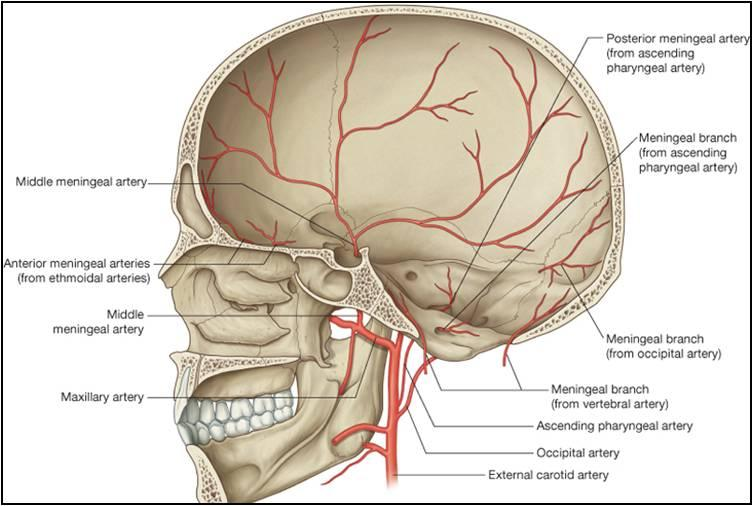 Posterior meningeal artery
(from ascending
pharyngeal artery)
Meningeal branch
(from ascending
pharyngeal artery)
Middle meningeal artery
Anterior meningeal arteries
(from ethmoidal arteries)
Middle
meningeal artery
Maxillary artery
Meningeal branch
(from occipital artery)
Meningeal branch
(from vertebral artery)
Ascending pharyngeal artery
Occipital artery
External carotid artery